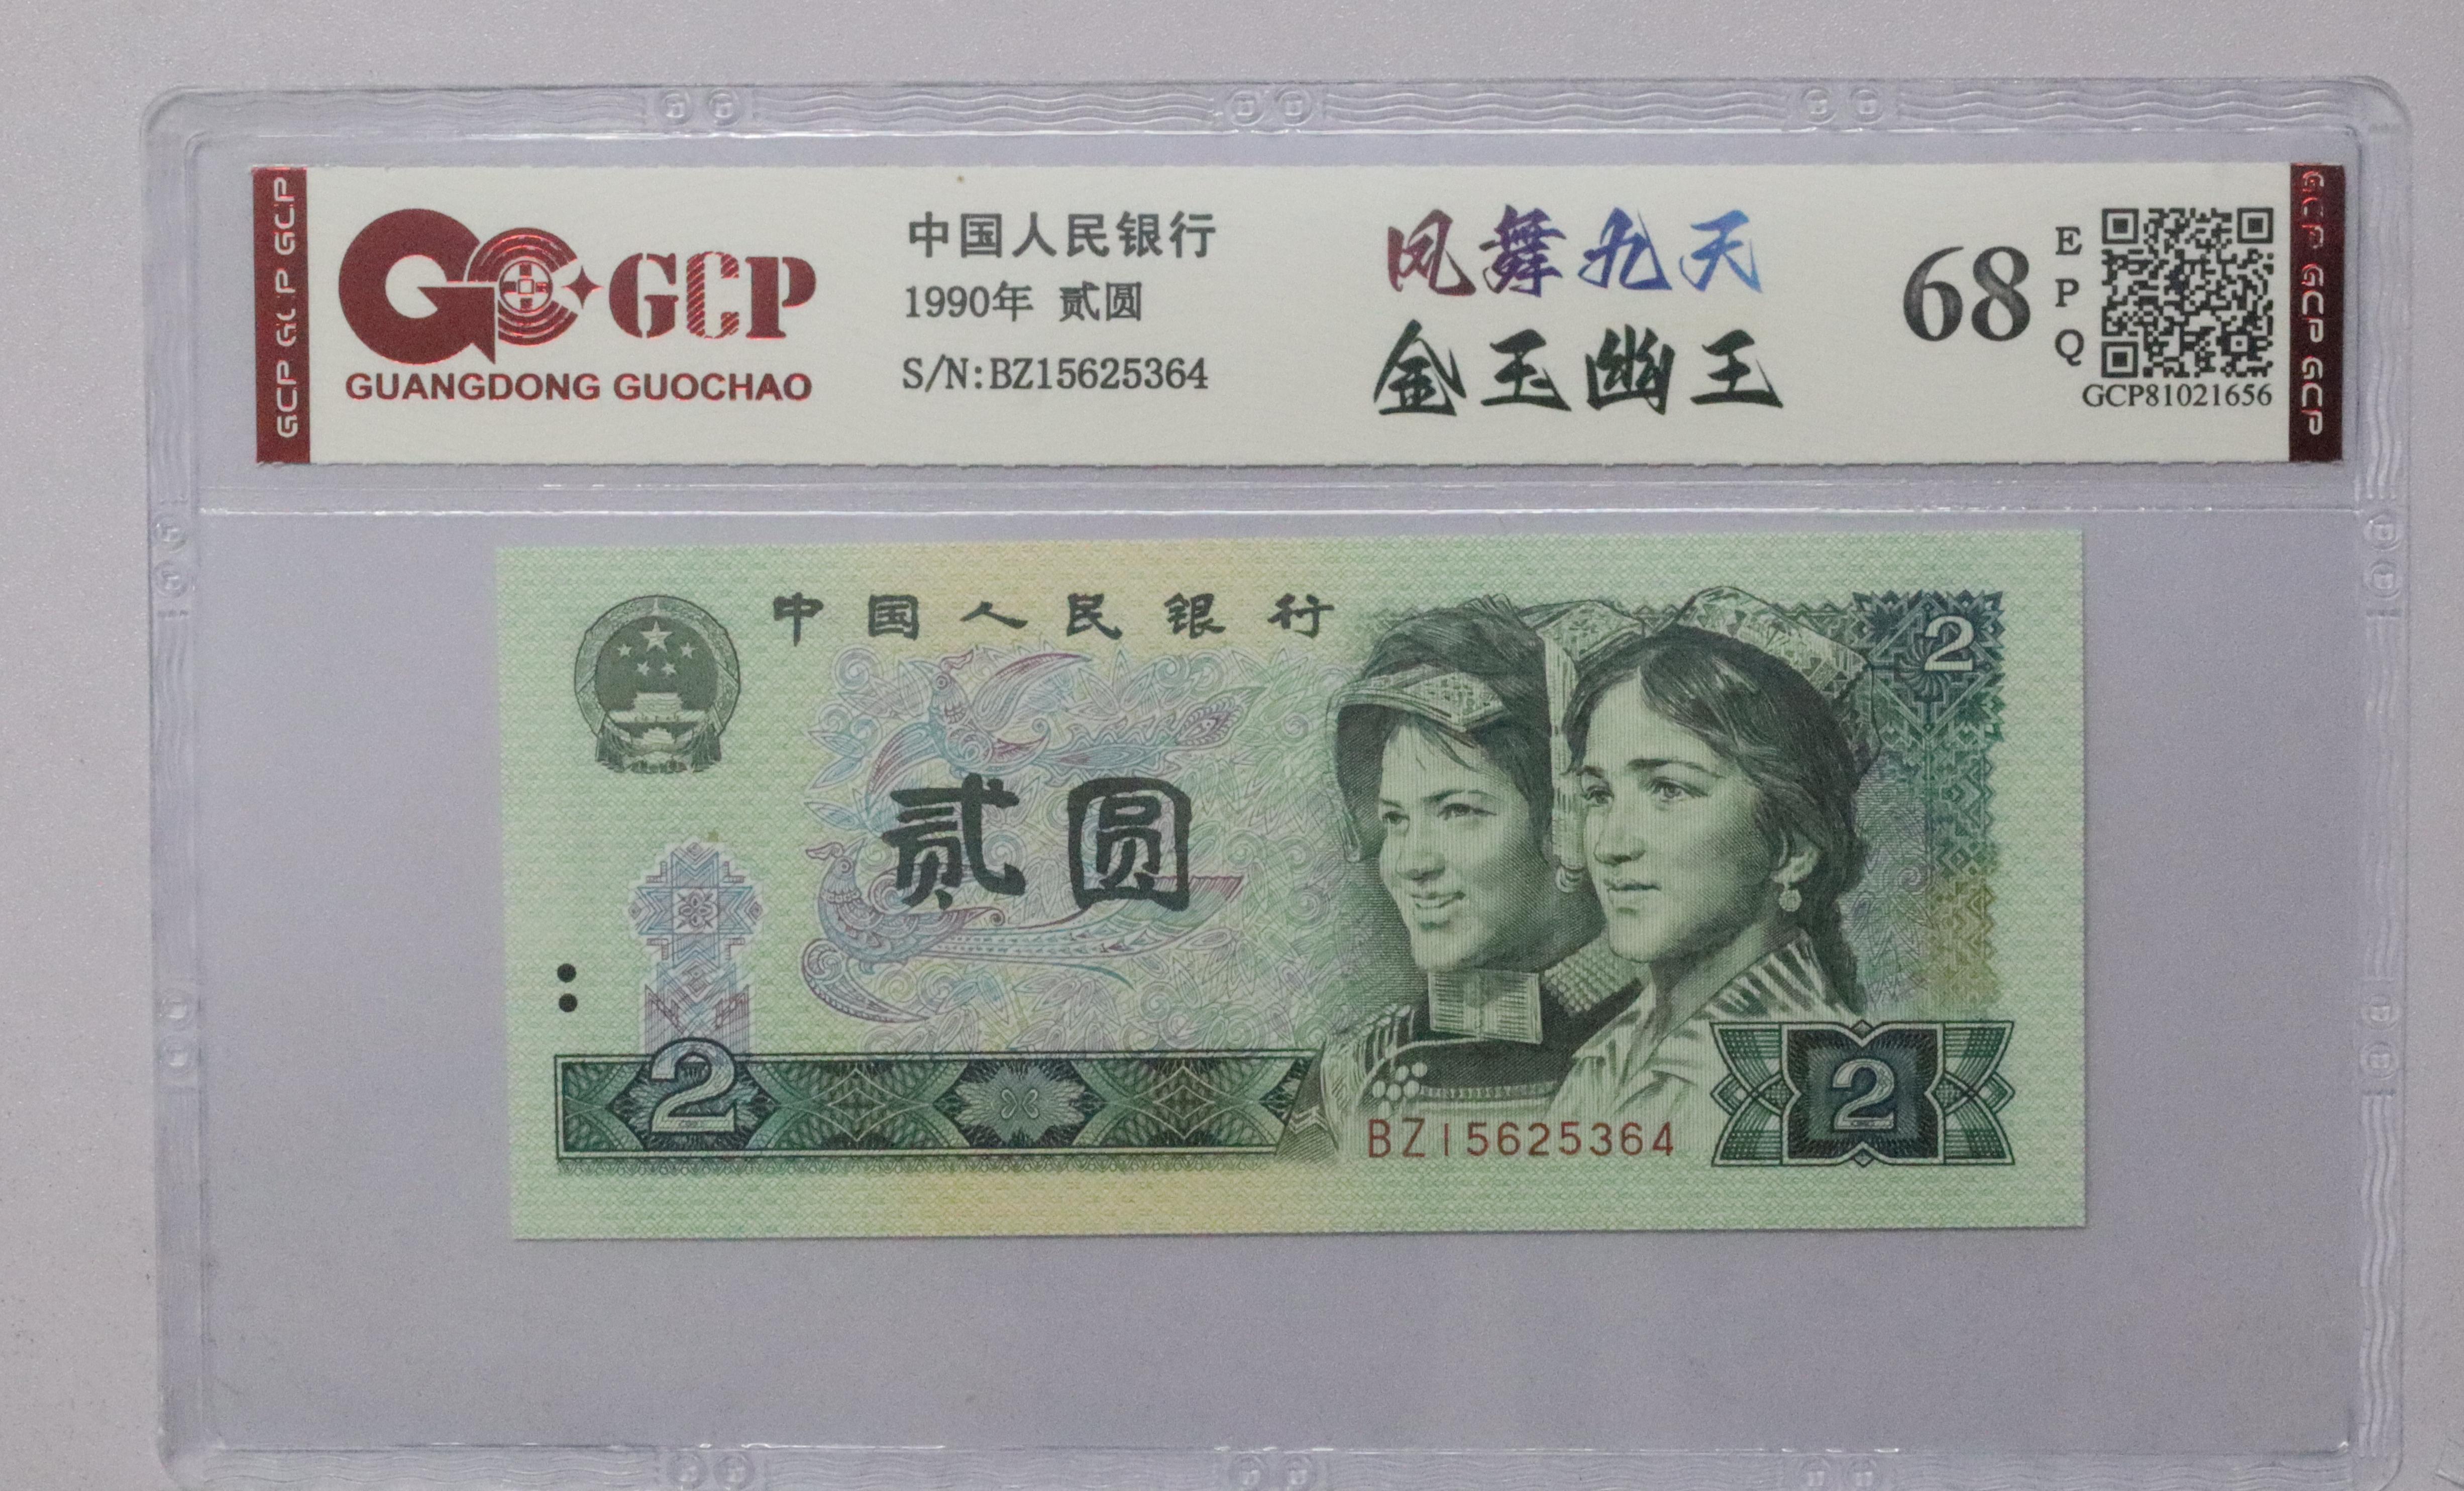 GCP GCP GCP
GCP
GUANGDONG GUOCHAO
中国人民银行
1990年 贰圆
S/N:BZ15625364
凤舞九天
金玉幽王
68
EPQ
GCP81021656
GCP GCP GCP
中国人民银行
2
贰圆
2
BZ15625364
2